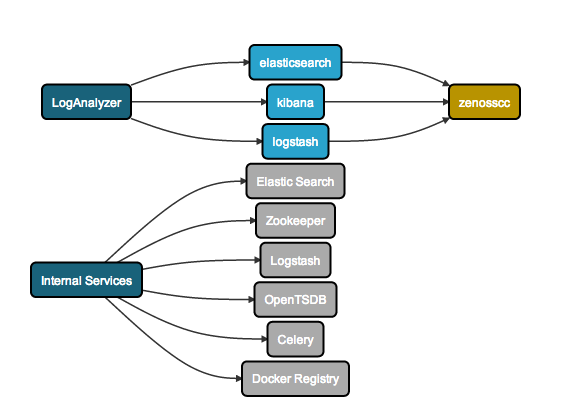 elasticsearch
LogAnalyzer
kibana
zenosscc
logstash
Elastic Search
Zookeeper
Logstash
Internal Services
OpenTSDB
Celery
Docker Registry